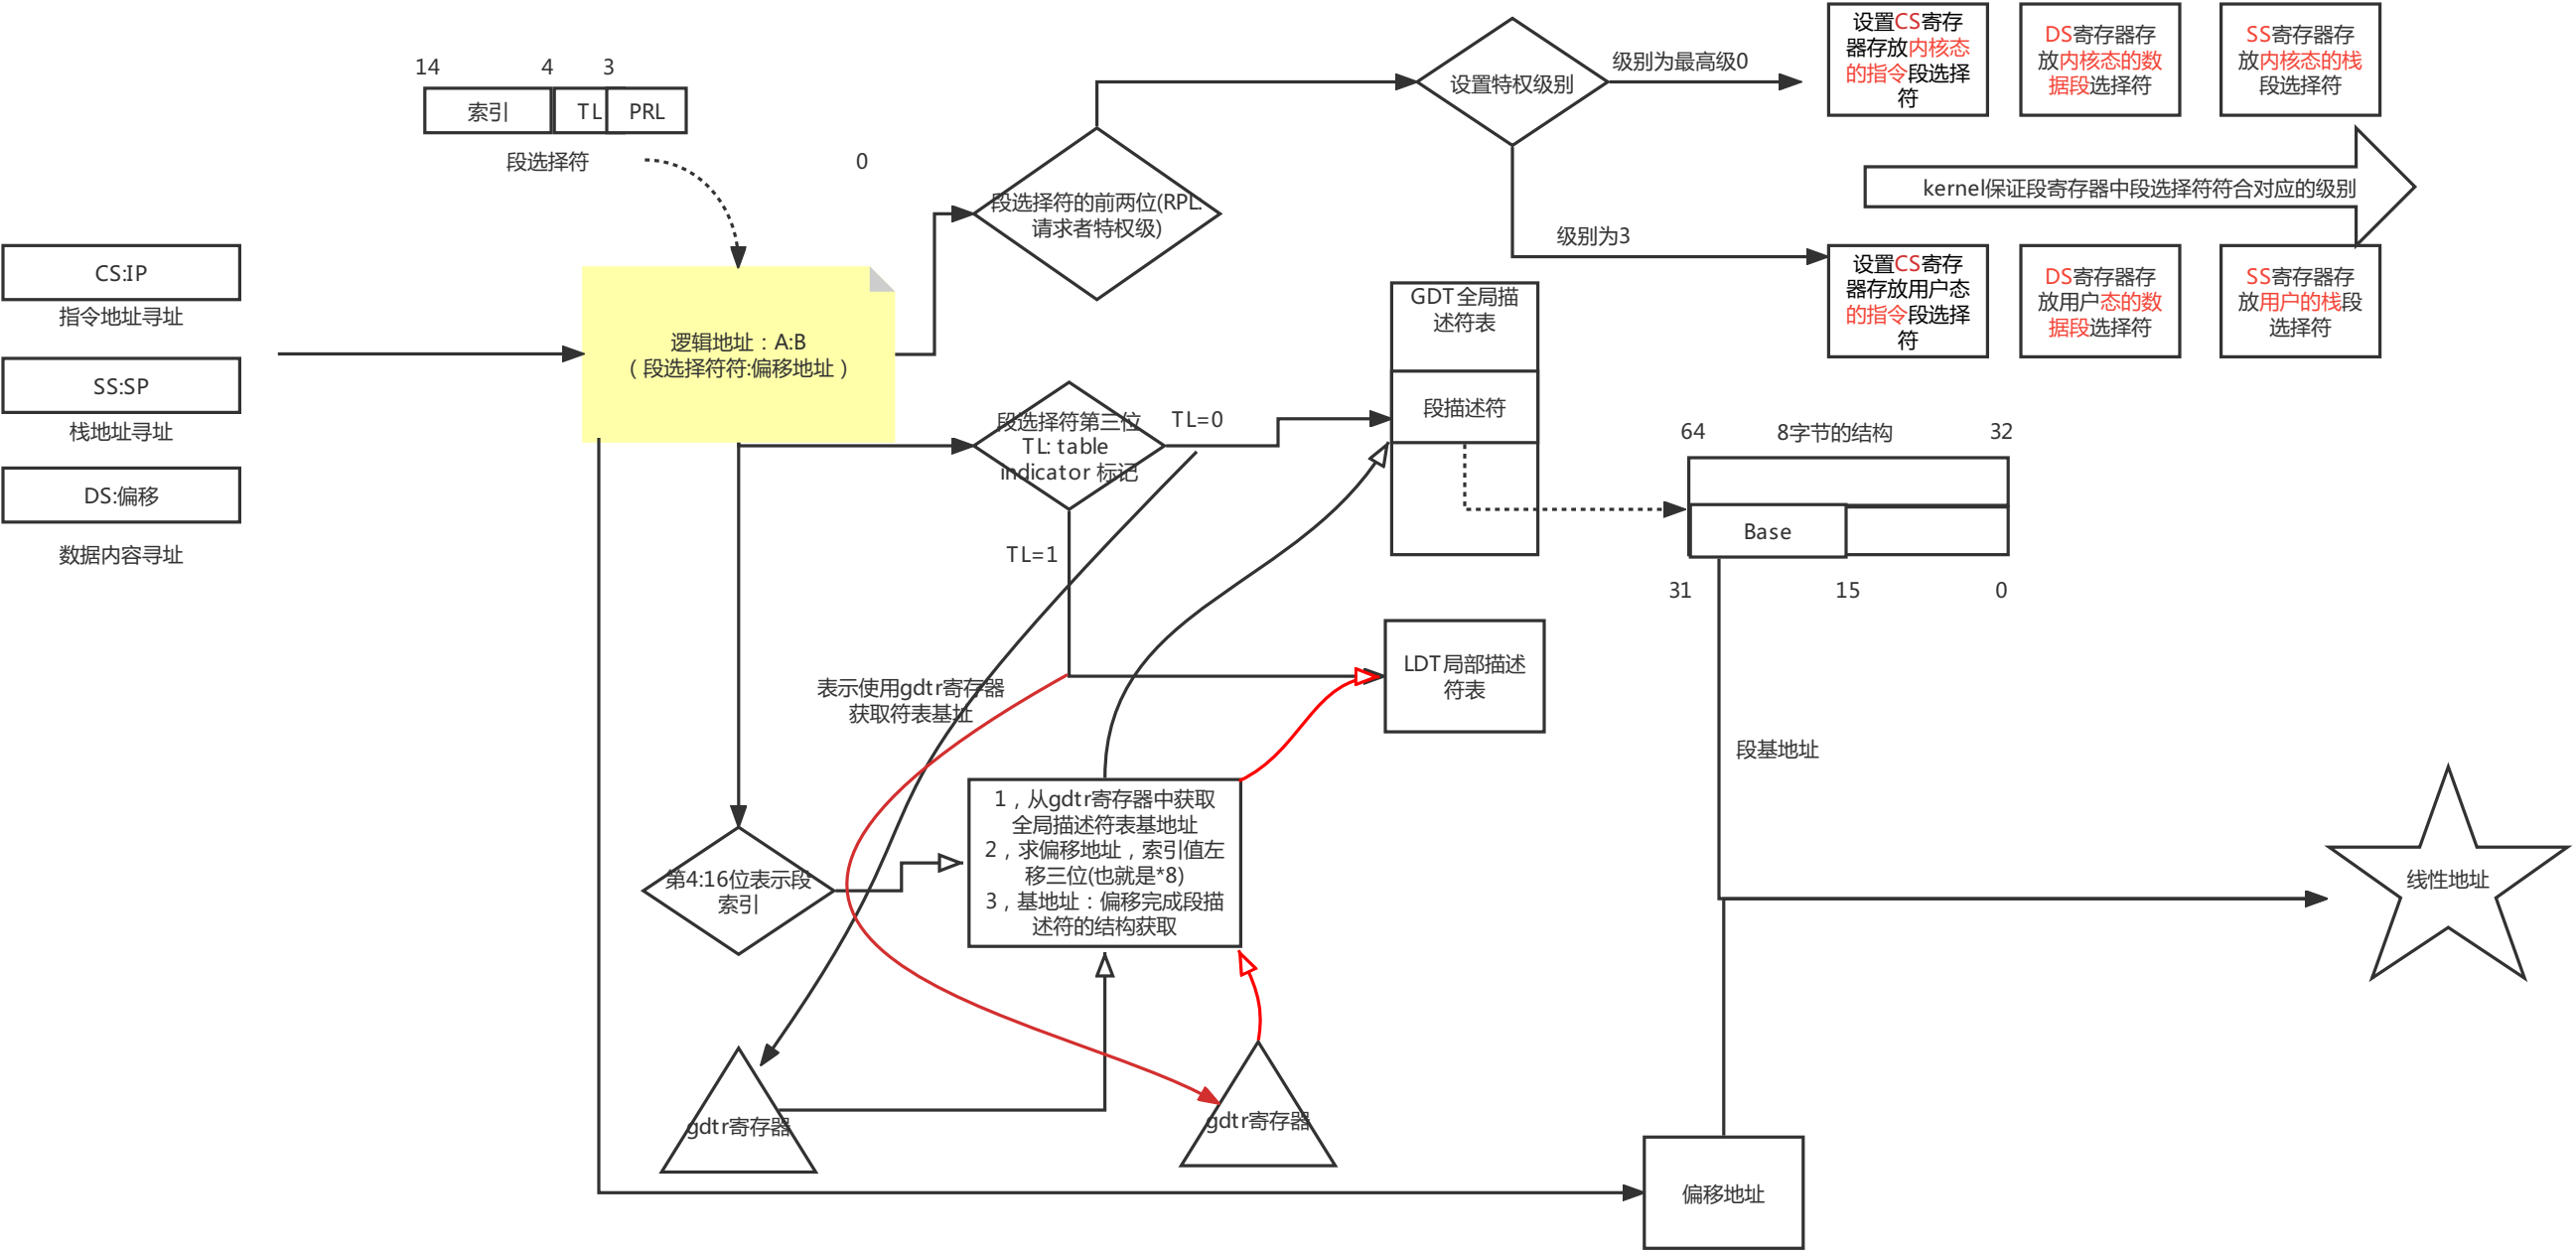 14
4
3
索引
TL
PRL
段选择符
0
CS:IP
指令地址寻址
SS:SP
栈地址寻址
DS:偏移
数据内容寻址
逻辑地址：A:B
（段选择符符:偏移地址）
段选择符的前两位(RPL:
请求者特权级)
设置特权级别
级别为最高级0
级别为3
设置CS寄存
器存放内核态
的指令段选择
符
DS寄存器存
放内核态的数
据段选择符
SS寄存器存
放内核态的栈
段选择符
kernel保证段寄存器中段选择符符合对应的级别
设置CS寄存
器存放用户态
的指令段选择
符
DS寄存器存
放用户态的数
据段选择符
SS寄存器存
放用户的栈段
选择符
段选择符第三位
TL: table
indicator 标记
TL=0
TL=1
GDT全局描
述符表
段描述符
64
8字节的结构
32
Base
31
15
0
LDT局部描述
符表
表示使用gdtr寄存器
获取符表基址
段基地址
第4:16位表示段
索引
1，从gdtr寄存器中获取
全局描述符表基地址
2，求偏移地址，索引值左
移三位(也就是*8)
3，基地址：偏移完成段描
述符的结构获取
线性地址
gdtr寄存器
gdtr寄存器
偏移地址